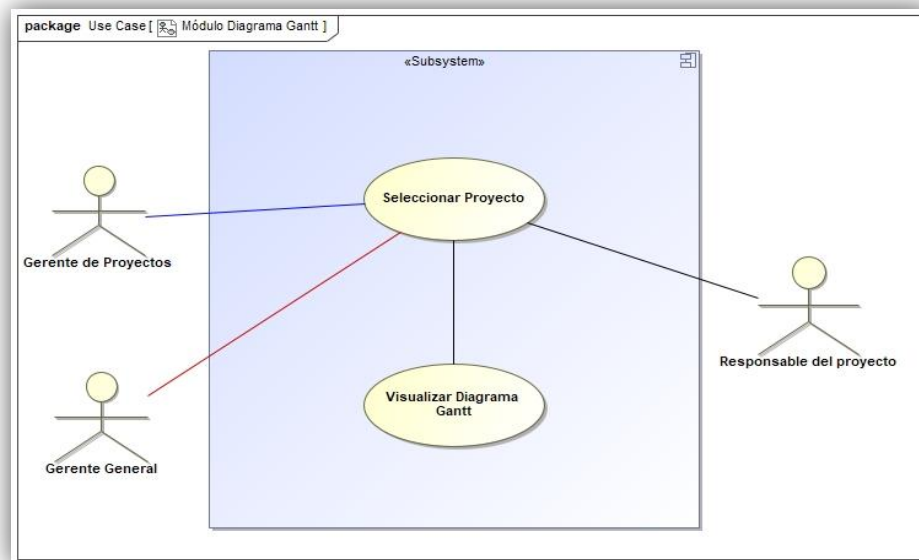 package Use Case [ Módulo Diagrama Gantt ]
«Subsystem»
Seleccionar Proyecto
Gerente de Proyectos
Responsable del proyecto
Visualizar Diagrama
Gantt
Gerente General